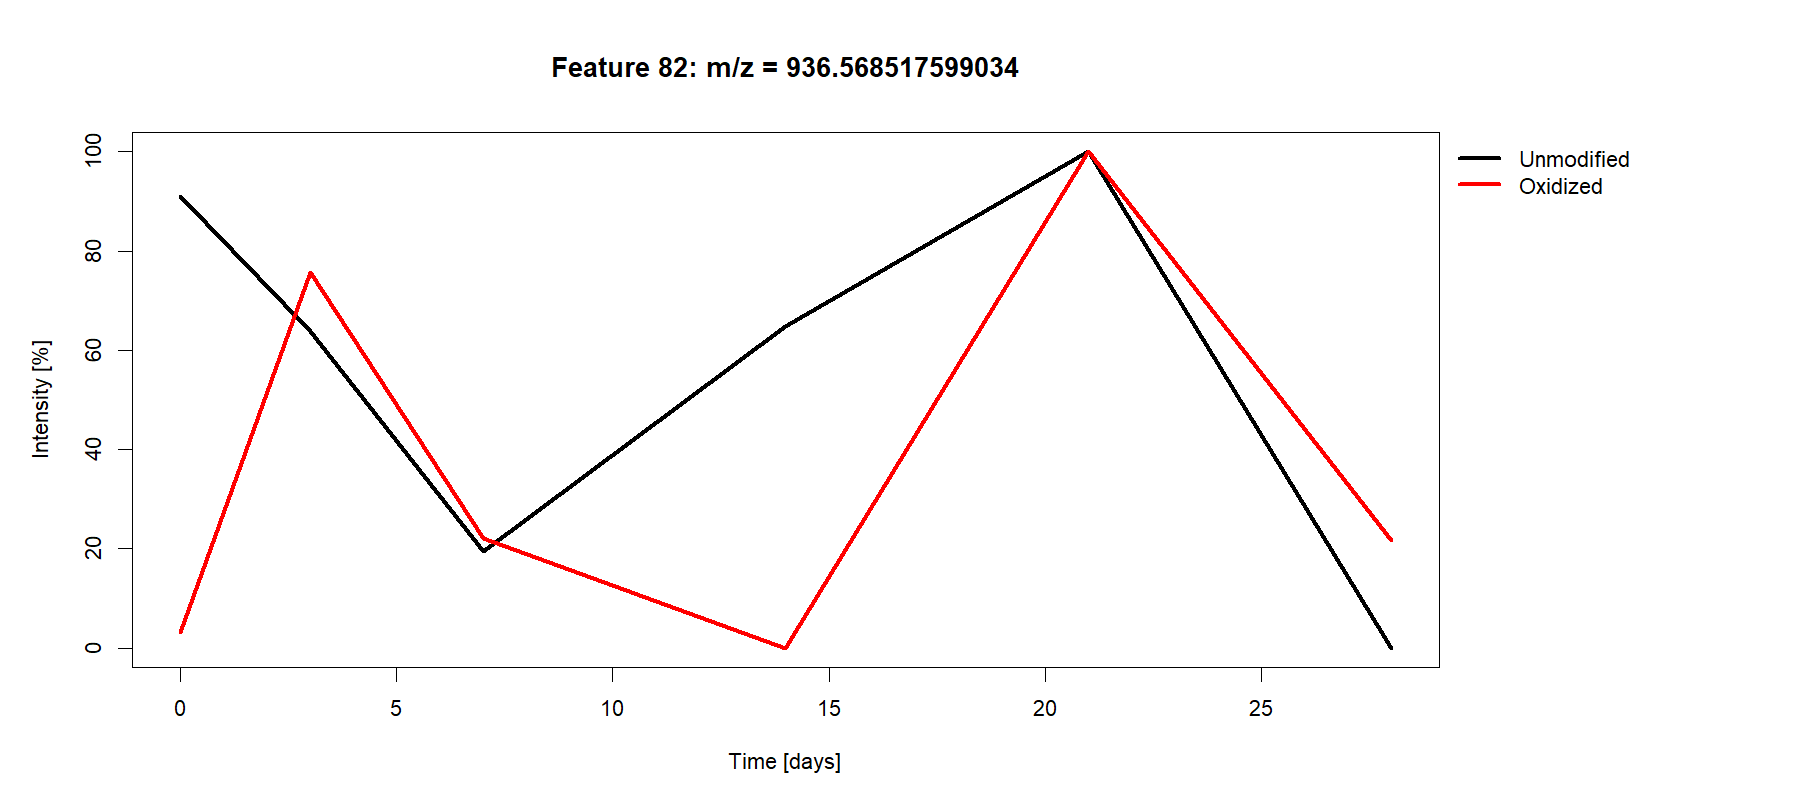 Feature 82: m/z = 936.568517599034
Unmodified
Oxidized
Intensity [%]
100
80
60
40
20
0
0 5 10 15 20 25
Time [days]